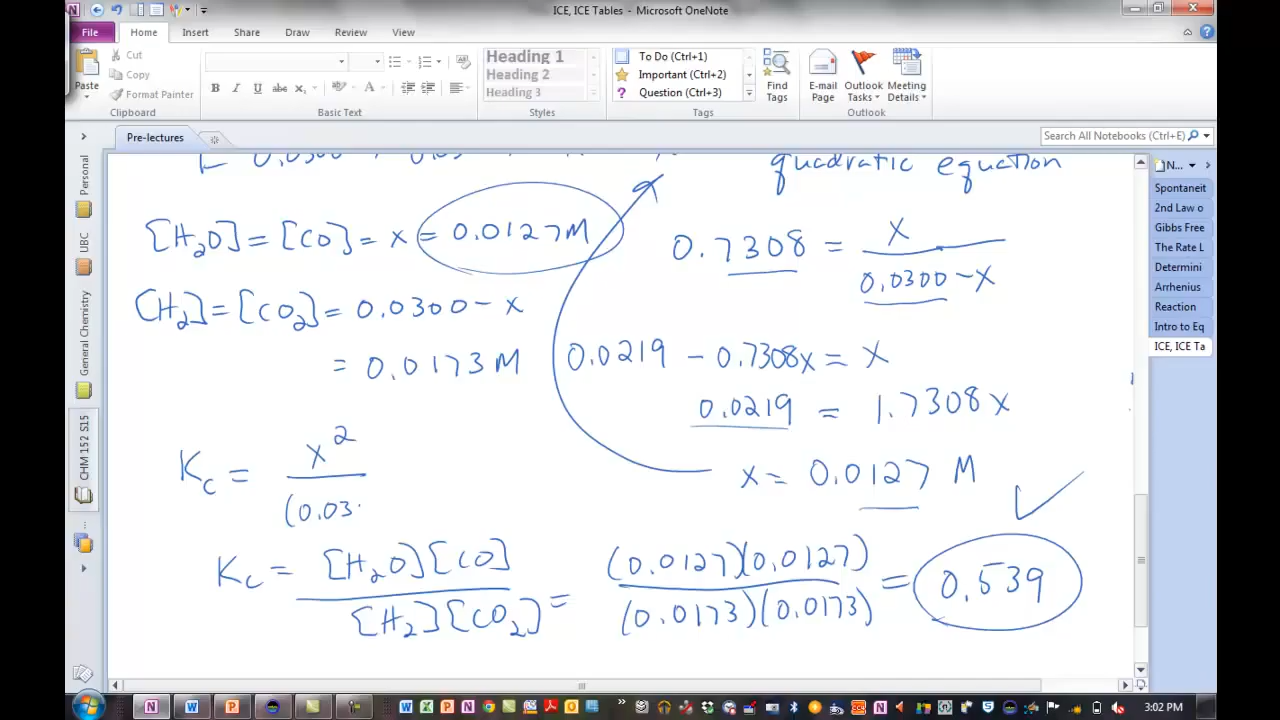 ICE, ICE Tables - Microsoft OneNote
File Home Insert Share Draw Review View
Cut
Copy
Format Painter
Paste
Clipboard
B I U abc x₂ A
Basic Text
Heading 1
Heading 2
Heading 3
Styles
To Do (Ctrl+1)
Important (Ctrl+2)
Question (Ctrl+3)
Find Tags
Tags
E-mail Page
Outlook Tasks
Meeting Details
Outlook
Pre-lectures
Search All Notebooks (Ctrl+E)
Personal
UBC
General Chemistry
CHM 152 S15
N...
Spontaneit
2nd Law o
Gibbs Free
The Rate L
Determini
Arrhenius
Reaction
Intro to Eq
ICE, ICE Ta
quadratic equation
[H₂O] = [CO] = x = 0.0127 M
0.7308 = x / (0.0300 - x)
[H₂] = [CO₂] = 0.0300 - x
= 0.0173 M
0.0219 - 0.7308x = x
0.0219 = 1.7308x
x = 0.0127 M
Kc = x² / (0.03
Kc = [H₂O][CO] / [H₂][CO₂] = (0.0127)(0.0127) / (0.0173)(0.0173) = 0.539
3:02 PM